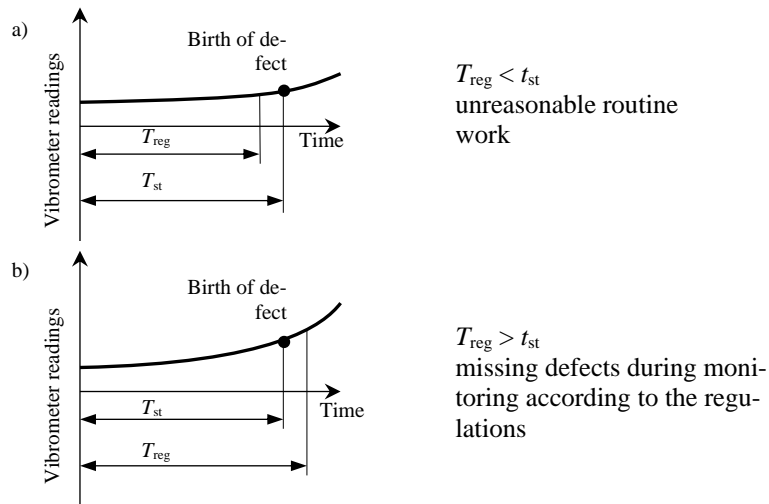 a)
Vibrometer readings
Birth of de-
fect
Time
T_reg
T_st
T_reg < t_st
unreasonable routine
work
b)
Vibrometer readings
Birth of de-
fect
Time
T_st
T_reg
T_reg > t_st
missing defects during moni-
toring according to the regu-
lations